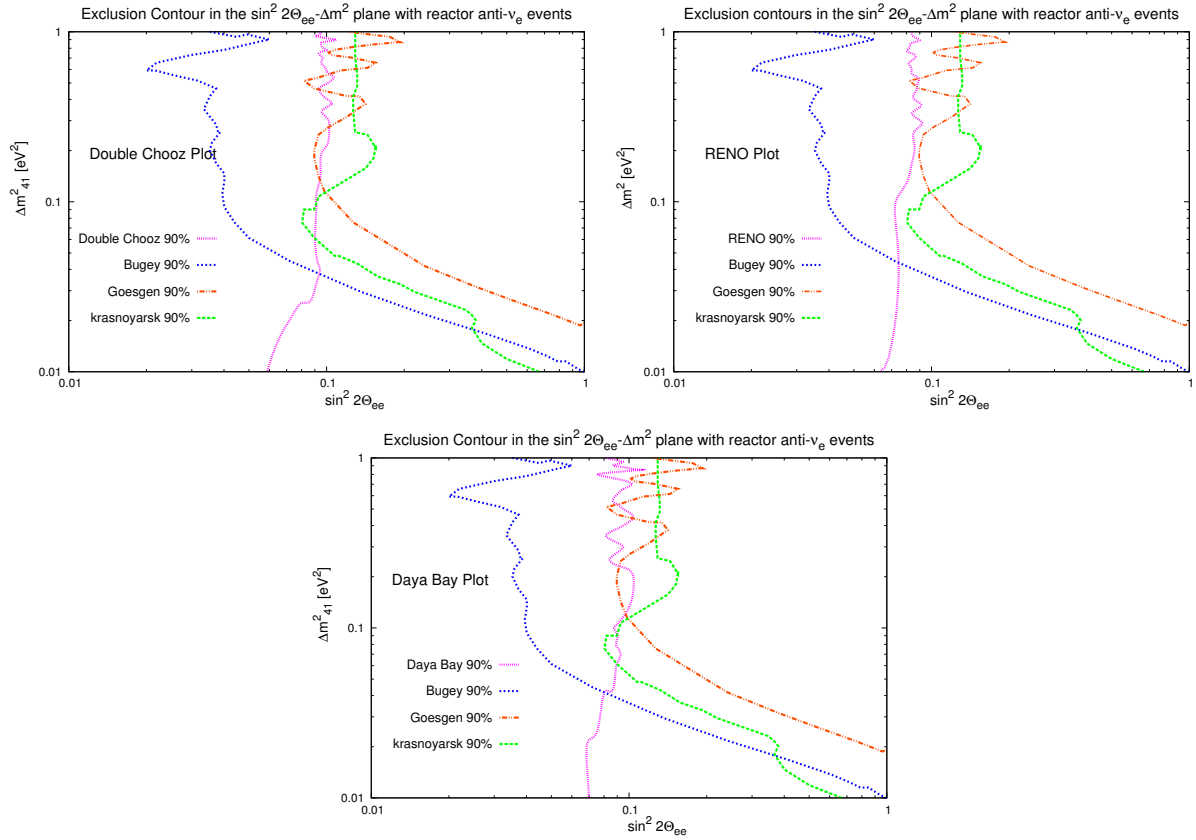 Exclusion Contour in the sin² 2Θee-Δm² plane with reactor anti-νe events
1
0.1
0.01
Δm²41 [eV²]
Double Chooz Plot
Double Chooz 90%
Bugey 90%
Goesgen 90%
krasnoyarsk 90%
0.01
0.1
1
sin² 2Θee
Exclusion contours in the sin² 2Θee-Δm² plane with reactor anti-νe events
1
0.1
0.01
Δm² [eV²]
RENO Plot
RENO 90%
Bugey 90%
Goesgen 90%
krasnoyarsk 90%
0.01
0.1
1
sin² 2Θee
Exclusion Contour in the sin² 2Θee-Δm² plane with reactor anti-νe events
1
0.1
0.01
Δm²41 [eV²]
Daya Bay Plot
Daya Bay 90%
Bugey 90%
Goesgen 90%
krasnoyarsk 90%
0.01
0.1
1
sin² 2Θee